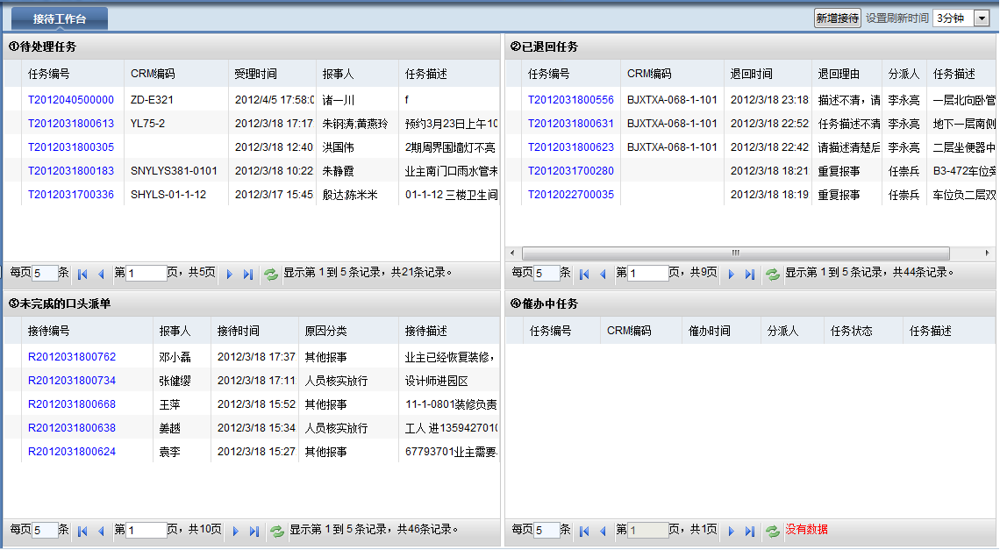 接待工作台 新增接待 设置刷新时间 3分钟
①待处理任务
任务编号 CRM编码 受理时间 报事人 任务描述
T2012040500000 ZD-E321 2012/4/5 17:58:0 诸一川 f
T2012031800613 YL75-2 2012/3/18 17:17 朱钢涛;黄燕玲 预约3月23日上午10
T2012031800305 2012/3/18 12:40 洪国伟 2期周界围墙灯不亮
T2012031800183 SNYLYS381-0101 2012/3/18 10:22 朱静霞 业主南门口雨水管未
T2012031700336 SHYLS-01-1-12 2012/3/17 15:45 殷达;陈米米 01-1-12 三楼卫生间
每页 5 条 第 1 页，共5页 显示第 1 到 5 条记录，共21条记录。
②已退回任务
任务编号 CRM编码 退回时间 退回理由 分派人 任务描述
T2012031800556 BJXTXA-068-1-101 2012/3/18 23:18 描述不清，请 李永亮 一层北向卧管
T2012031800631 BJXTXA-068-1-101 2012/3/18 22:52 任务描述不清 李永亮 地下一层南侧
T2012031800623 BJXTXA-068-1-101 2012/3/18 22:42 请描述清楚后 李永亮 二层坐便器中
T2012031700280 2012/3/18 18:21 重复报事 任崇兵 B3-472车位旁
T2012022700035 2012/3/18 18:19 重复报事 任崇兵 车位负二层双
每页 5 条 第 1 页，共9页 显示第 1 到 5 条记录，共44条记录。
③未完成的口头派单
接待编号 报事人 接待时间 原因分类 接待描述
R2012031800762 邓小磊 2012/3/18 17:37 其他报事 业主已经恢复装修，
R2012031800734 张健缨 2012/3/18 17:11 人员核实放行 设计师进园区
R2012031800668 王萍 2012/3/18 15:52 其他报事 11-1-0801装修负责
R2012031800638 姜越 2012/3/18 15:34 人员核实放行 工人 进1359427010
R2012031800624 袁李 2012/3/18 15:27 其他报事 67793701业主需要
每页 5 条 第 1 页，共10页 显示第 1 到 5 条记录，共46条记录。
④催办中任务
任务编号 CRM编码 催办时间 分派人 任务状态 任务描述
每页 5 条 第 1 页，共1页 没有数据